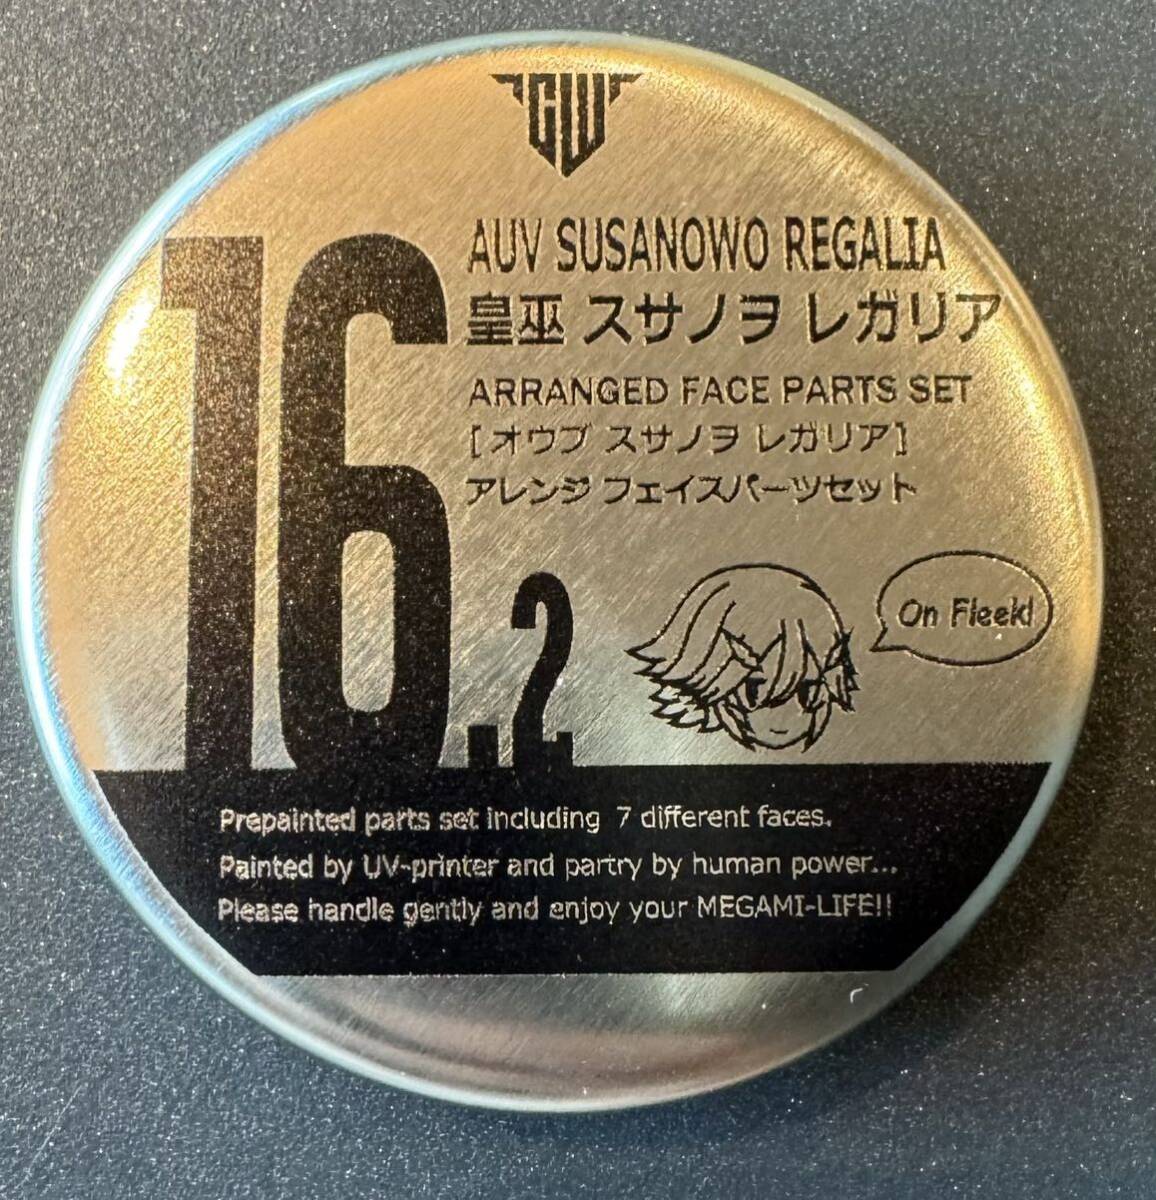 GW
AUV SUSANOWO REGALIA
皇巫 スサノヲ レガリア
ARRANGED FACE PARTS SET
[オウブ スサノヲ レガリア]
アレンジ フェイスパーツセット
16.2
On Fleek!
Prepainted parts set including 7 different faces.
Painted by UV-printer and partry by human power...
Please handle gently and enjoy your MEGAMI-LIFE!!